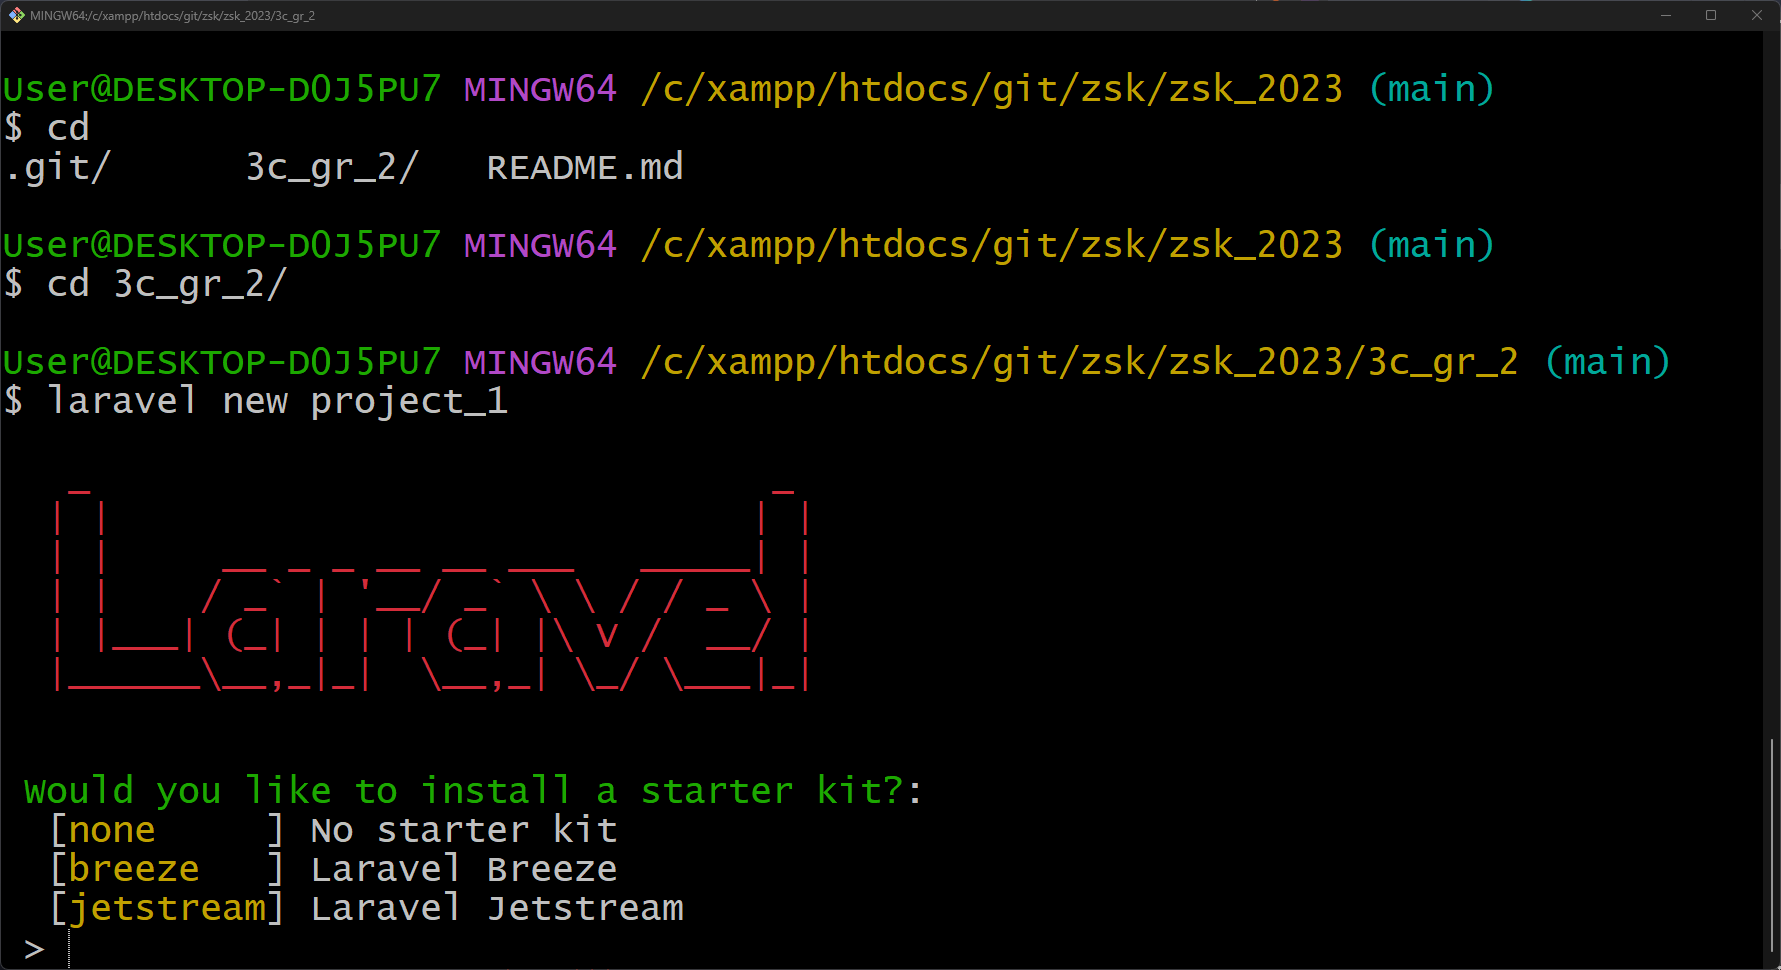 MINGW64:/c/xampp/htdocs/git/zsk/zsk_2023/3c_gr_2
User@DESKTOP-D0J5PU7 MINGW64 /c/xampp/htdocs/git/zsk/zsk_2023 (main)
$ cd
.git/      3c_gr_2/   README.md
User@DESKTOP-D0J5PU7 MINGW64 /c/xampp/htdocs/git/zsk/zsk_2023 (main)
$ cd 3c_gr_2/
User@DESKTOP-D0J5PU7 MINGW64 /c/xampp/htdocs/git/zsk/zsk_2023/3c_gr_2 (main)
$ laravel new project_1
Laravel
Would you like to install a starter kit?:
[none     ] No starter kit
[breeze   ] Laravel Breeze
[jetstream] Laravel Jetstream
>